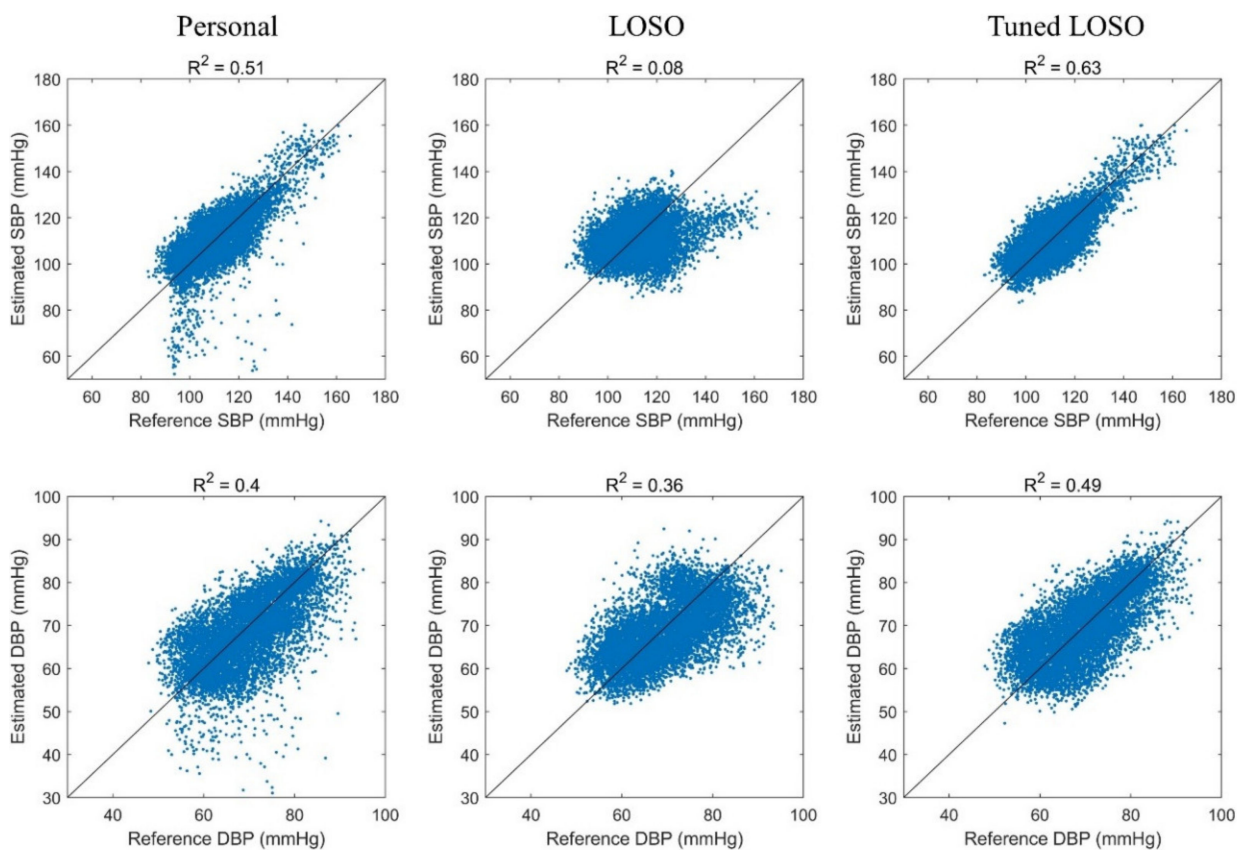 Personal LOSO Tuned LOSO
R² = 0.51 R² = 0.08 R² = 0.63
180 180 180
160 160 160
140 140 140
120 120 120
100 100 100
80 80 80
60 60 60
Estimated SBP (mmHg) Estimated SBP (mmHg) Estimated SBP (mmHg)
60 80 100 120 140 160 180 60 80 100 120 140 160 180 60 80 100 120 140 160 180
Reference SBP (mmHg) Reference SBP (mmHg) Reference SBP (mmHg)
R² = 0.4 R² = 0.36 R² = 0.49
100 100 100
90 90 90
80 80 80
70 70 70
60 60 60
50 50 50
40 40 40
30 30 30
Estimated DBP (mmHg) Estimated DBP (mmHg) Estimated DBP (mmHg)
40 60 80 100 40 60 80 100 40 60 80 100
Reference DBP (mmHg) Reference DBP (mmHg) Reference DBP (mmHg)